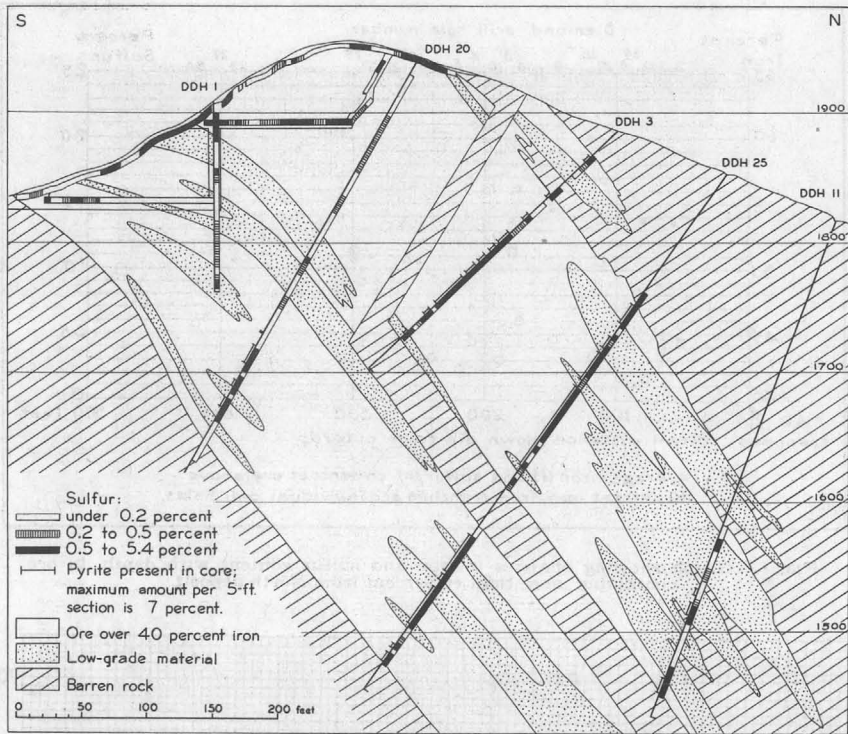 S
N
DDH 20
DDH 1
1900
DDH 3
DDH 25
DDH 11
1800
1700
1600
1500
Sulfur:
under 0.2 percent
0.2 to 0.5 percent
0.5 to 5.4 percent
Pyrite present in ore;
maximum amount per 5-ft.
section is 7 percent.
Ore over 40 percent iron
Low-grade material
Barren rock
0 50 100 150 200 feet